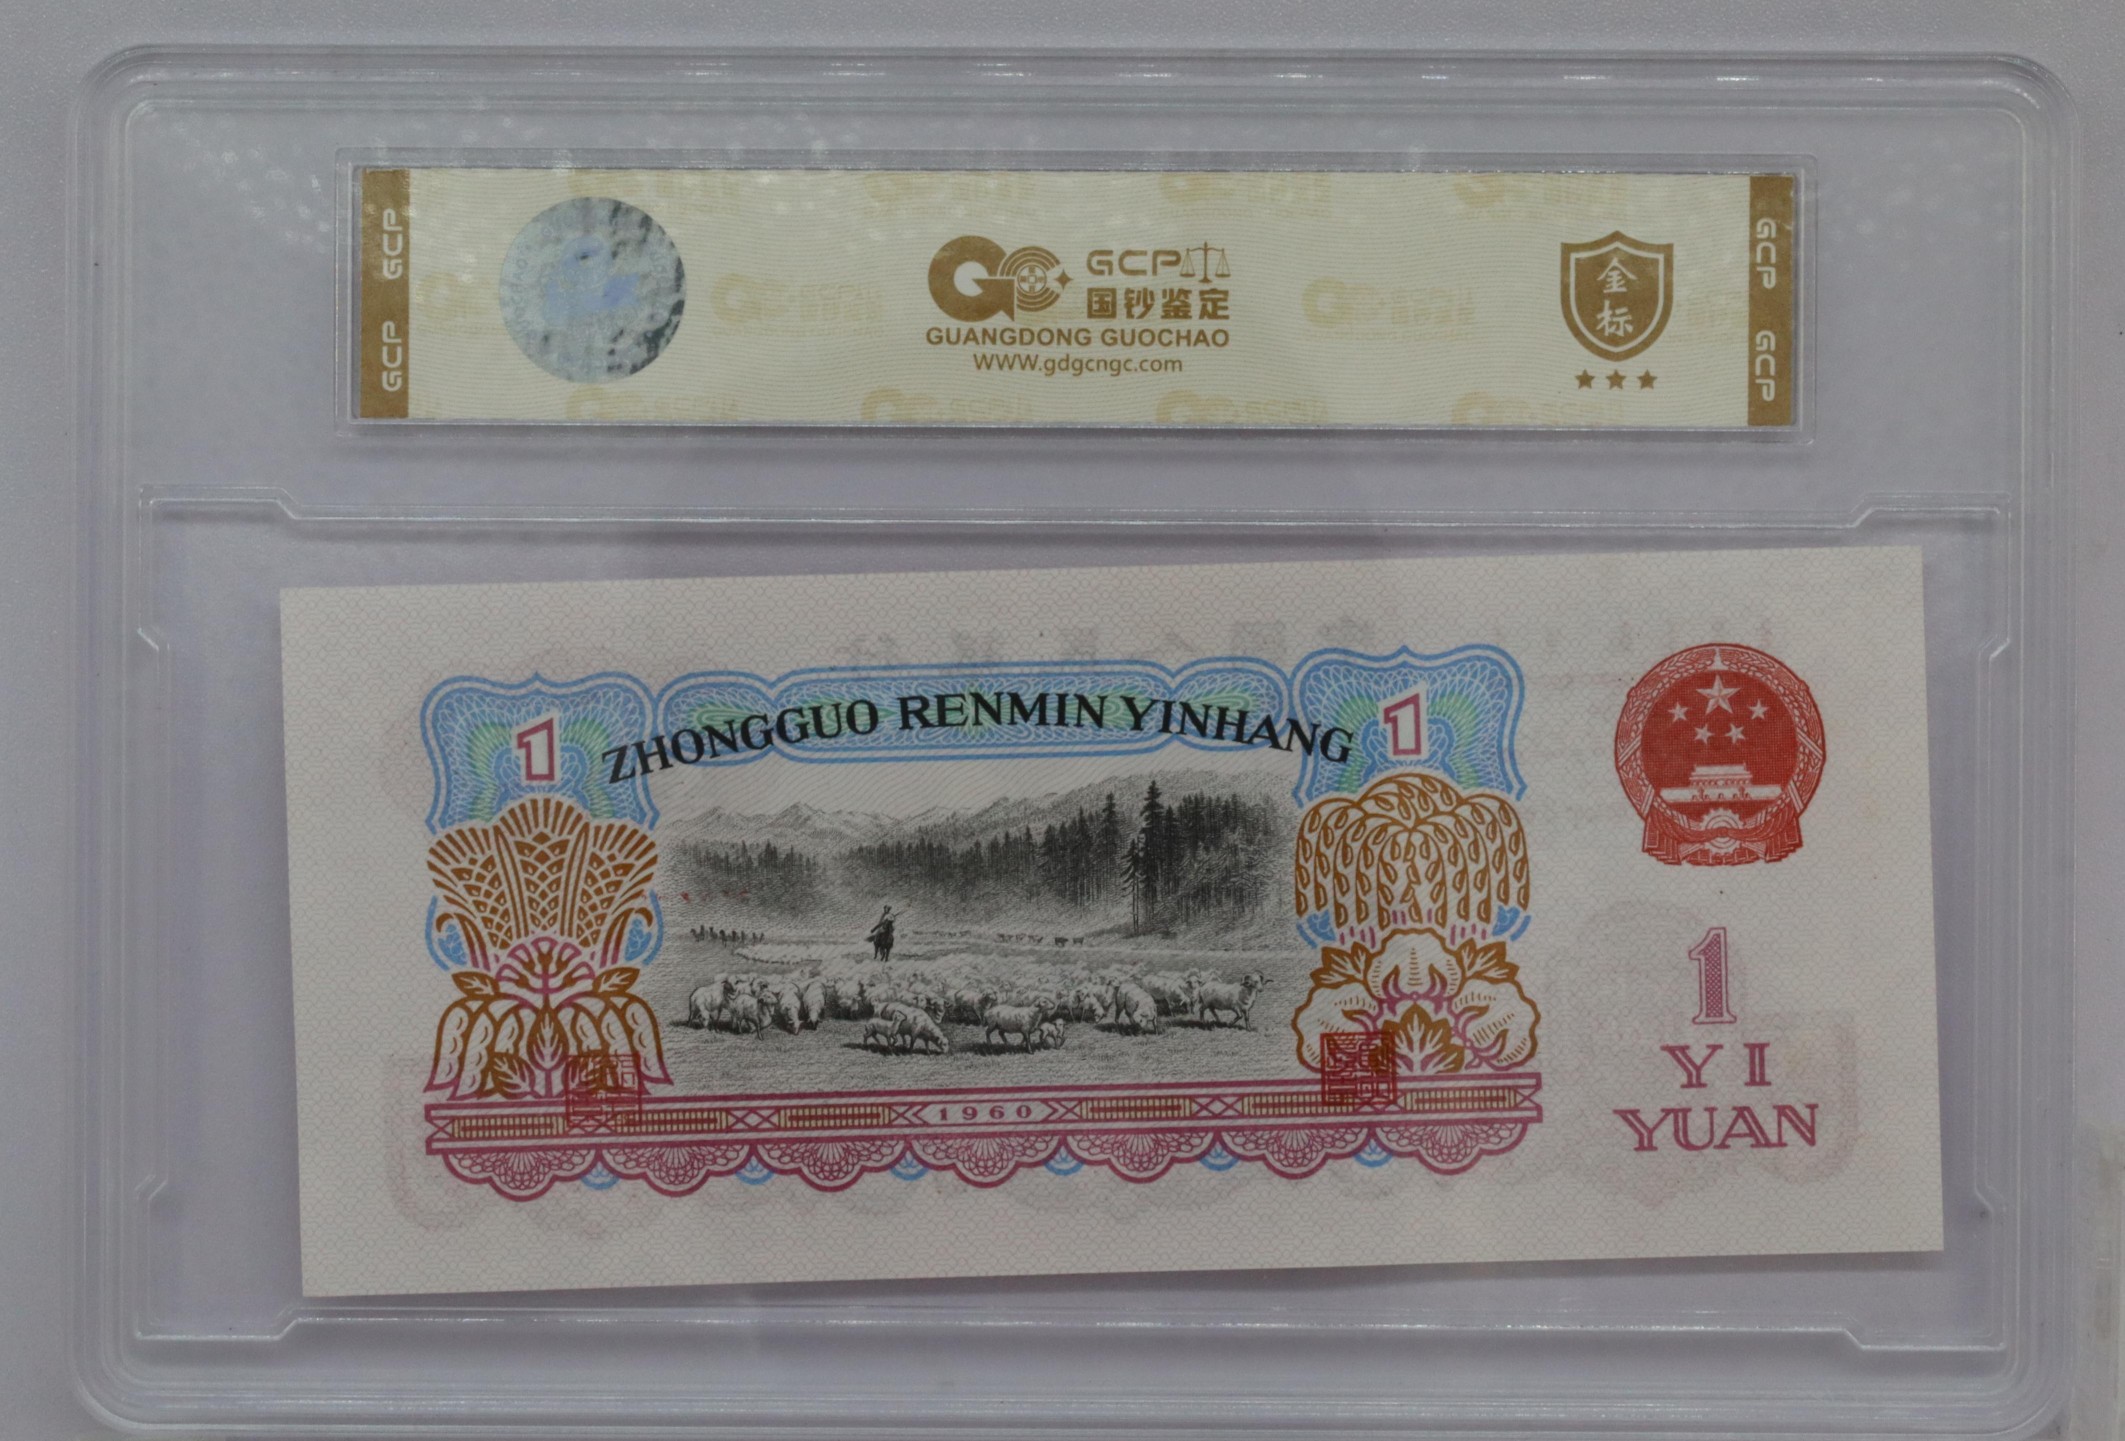 GCP
GCP
GCP
国钞鉴定
GUANGDONG GUOCHAO
WWW.gdgcngc.com
金
标
GCP
GCP
1
ZHONGGUO RENMIN YINHANG
1
1960
1
YI
YUAN